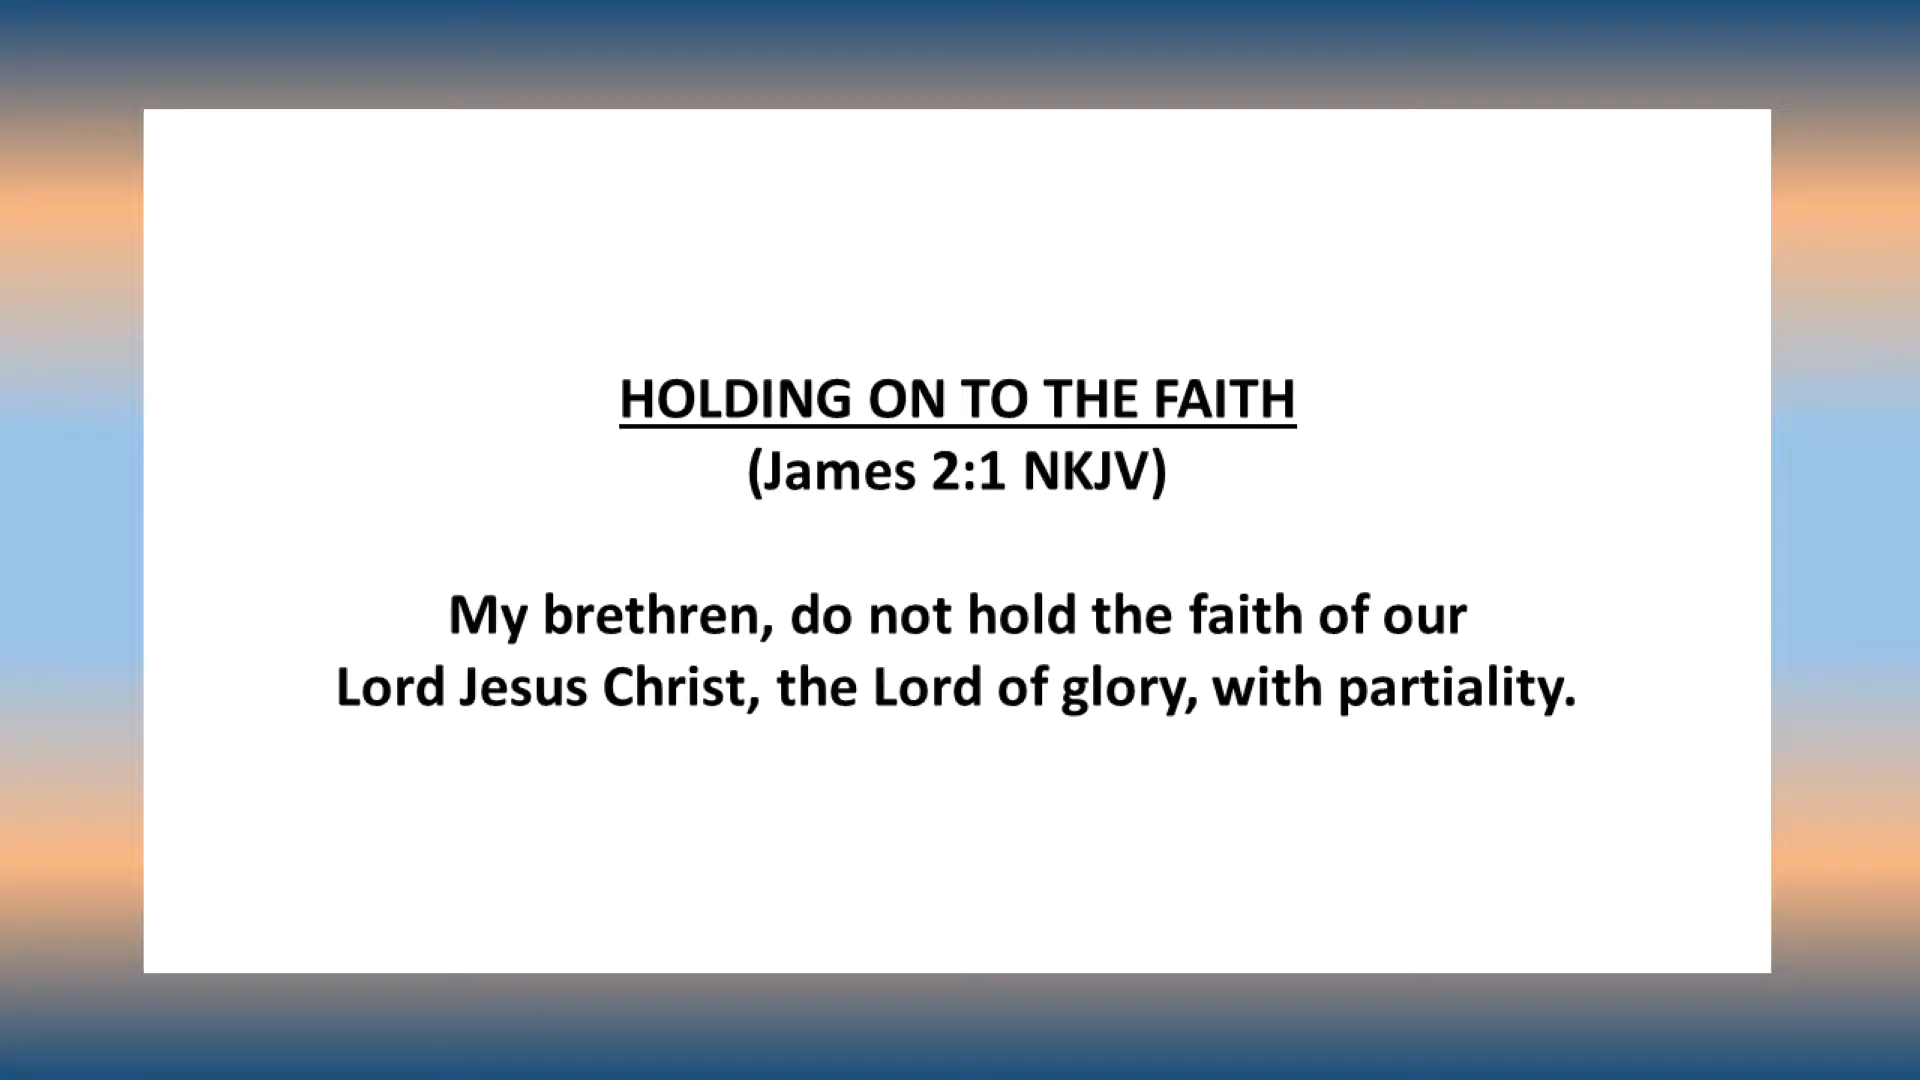 HOLDING ON TO THE FAITH
(James 2:1 NKJV)
My brethren, do not hold the faith of our
Lord Jesus Christ, the Lord of glory, with partiality.